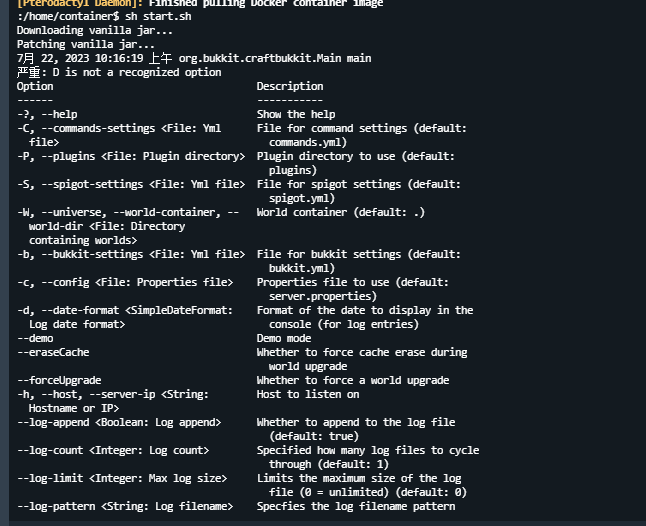 [Pterodactyl Daemon]: Finished pulling Docker container image
:/home/container$ sh start.sh
Downloading vanilla jar...
Patching vanilla jar...
7月 22, 2023 10:16:19 上午 org.bukkit.craftbukkit.Main main
严重: D is not a recognized option
Option Description
------ -----------
-?, --help Show the help
-C, --commands-settings <File: Yml File for command settings (default:
file> commands.yml)
-P, --plugins <File: Plugin directory> Plugin directory to use (default:
plugins)
-S, --spigot-settings <File: Yml file> File for spigot settings (default:
spigot.yml)
-W, --universe, --world-container, -- World container (default: .)
world-dir <File: Directory
containing worlds>
-b, --bukkit-settings <File: Yml file> File for bukkit settings (default:
bukkit.yml)
-c, --config <File: Properties file> Properties file to use (default:
server.properties)
-d, --date-format <SimpleDateFormat: Format of the date to display in the
Log date format> console (for log entries)
--demo Demo mode
--eraseCache Whether to force cache erase during
world upgrade
--forceUpgrade Whether to force a world upgrade
-h, --host, --server-ip <String: Host to listen on
Hostname or IP>
--log-append <Boolean: Log append> Whether to append to the log file
(default: true)
--log-count <Integer: Log count> Specified how many log files to cycle
through (default: 1)
--log-limit <Integer: Max log size> Limits the maximum size of the log
file (0 = unlimited) (default: 0)
--log-pattern <String: Log filename> Specfies the log filename pattern